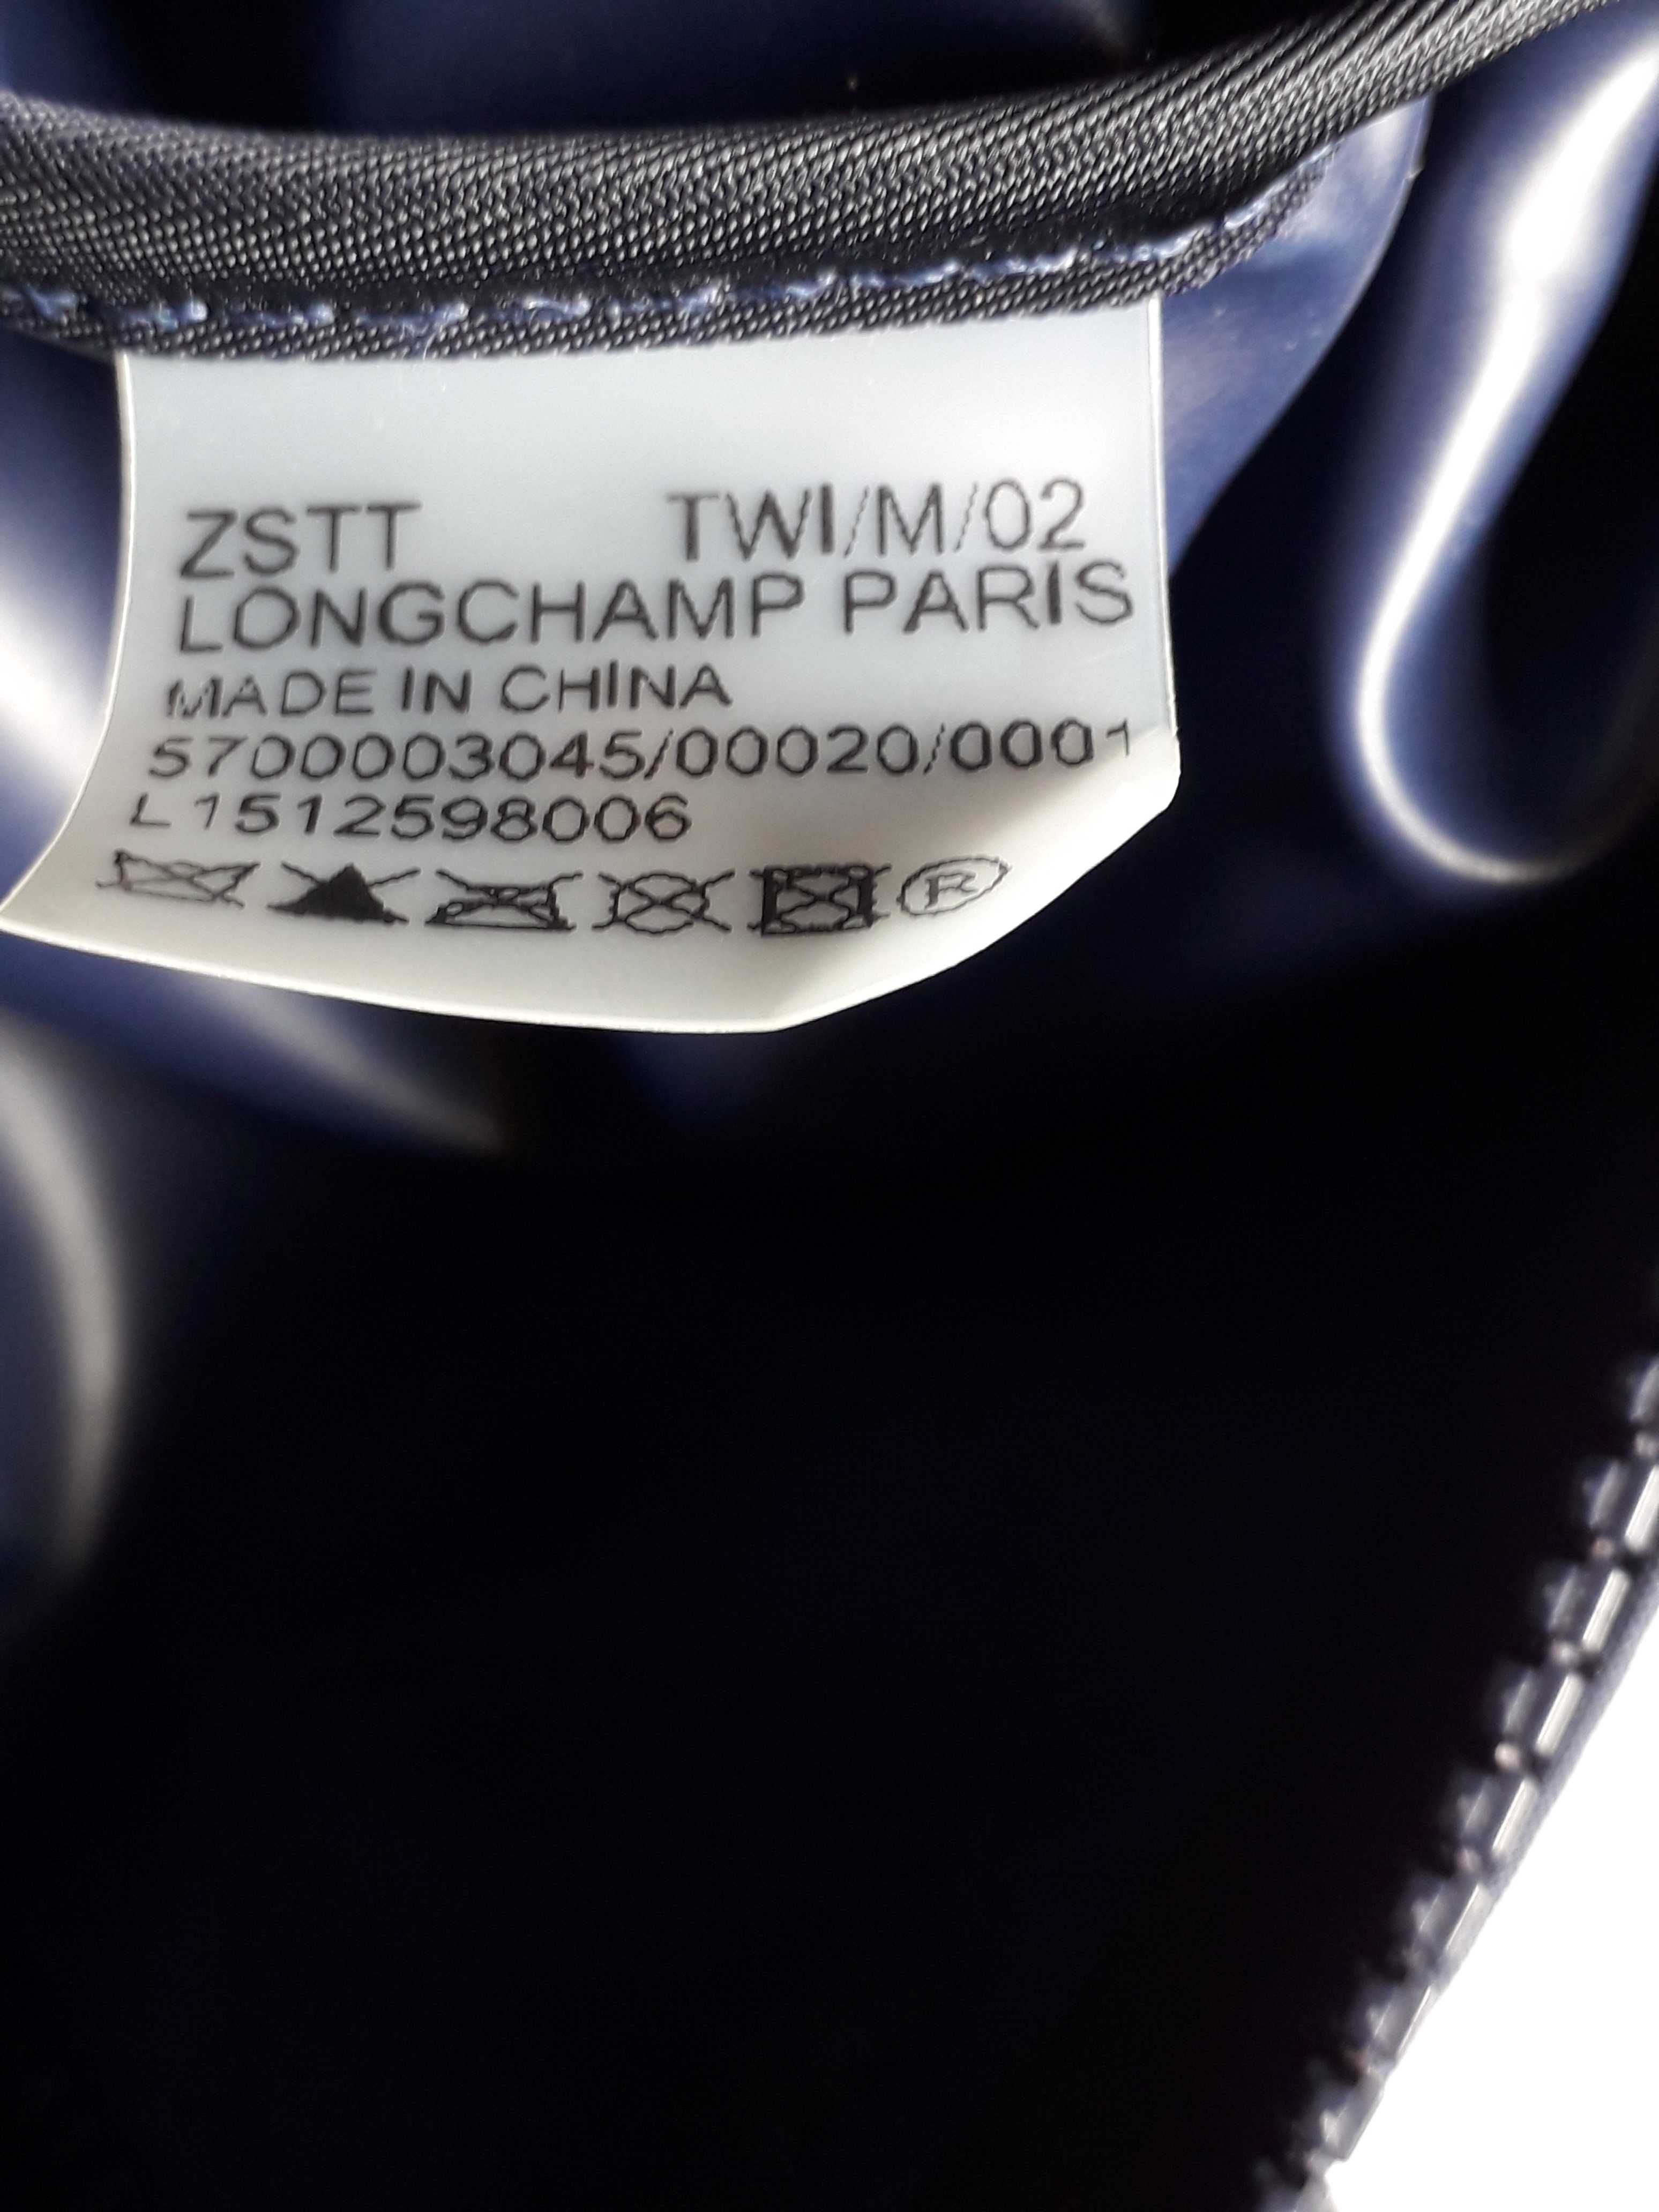 ZSTT TWI/M/02
LONGCHAMP PARIS
MADE IN CHINA
5700003045/00020/0001
L1512598006
Ⓡ